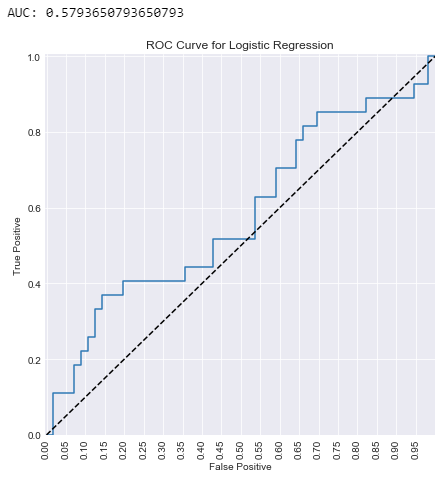 AUC: 0.5793650793650793
ROC Curve for Logistic Regression
1.0
0.8
0.6
0.4
0.2
0.0
True Positive
0.00 0.05 0.10 0.15 0.20 0.25 0.30 0.35 0.40 0.45 0.50 0.55 0.60 0.65 0.70 0.75 0.80 0.85 0.90 0.95
False Positive